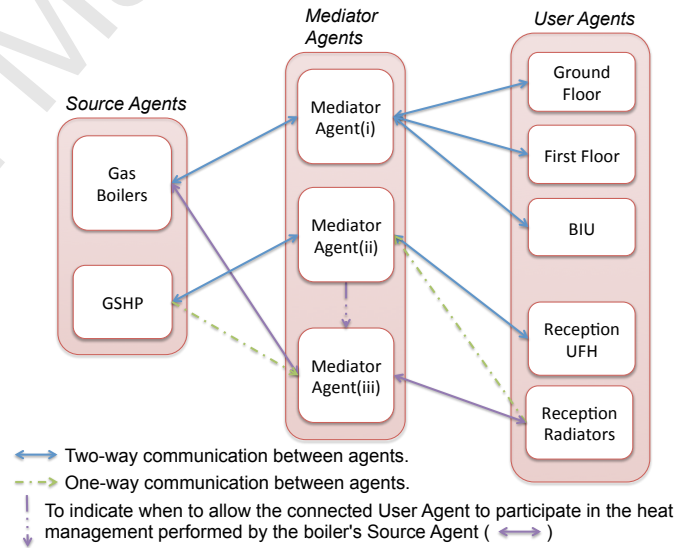 Mediator
Agents
User Agents
Source Agents
Gas
Boilers
GSHP
Mediator
Agent(i)
Mediator
Agent(ii)
Mediator
Agent(iii)
Ground
Floor
First Floor
BIU
Reception
UFH
Reception
Radiators
Two-way communication between agents.
One-way communication between agents.
To indicate when to allow the connected User Agent to participate in the heat
management performed by the boiler's Source Agent ( )